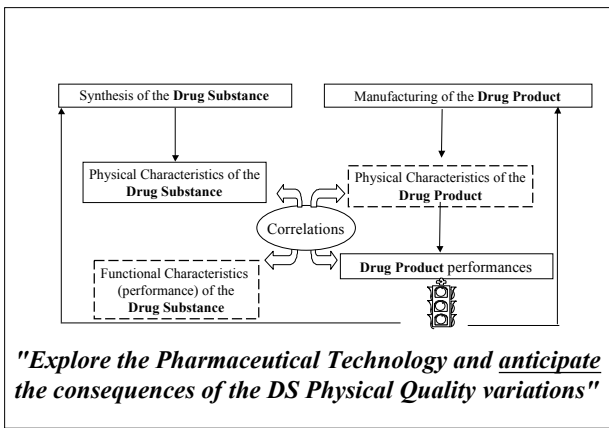 Synthesis of the Drug Substance
Manufacturing of the Drug Product
Physical Characteristics of the
Drug Substance
Physical Characteristics of the
Drug Product
Correlations
Functional Characteristics
(performance) of the
Drug Substance
Drug Product performances
"Explore the Pharmaceutical Technology and anticipate
the consequences of the DS Physical Quality variations"